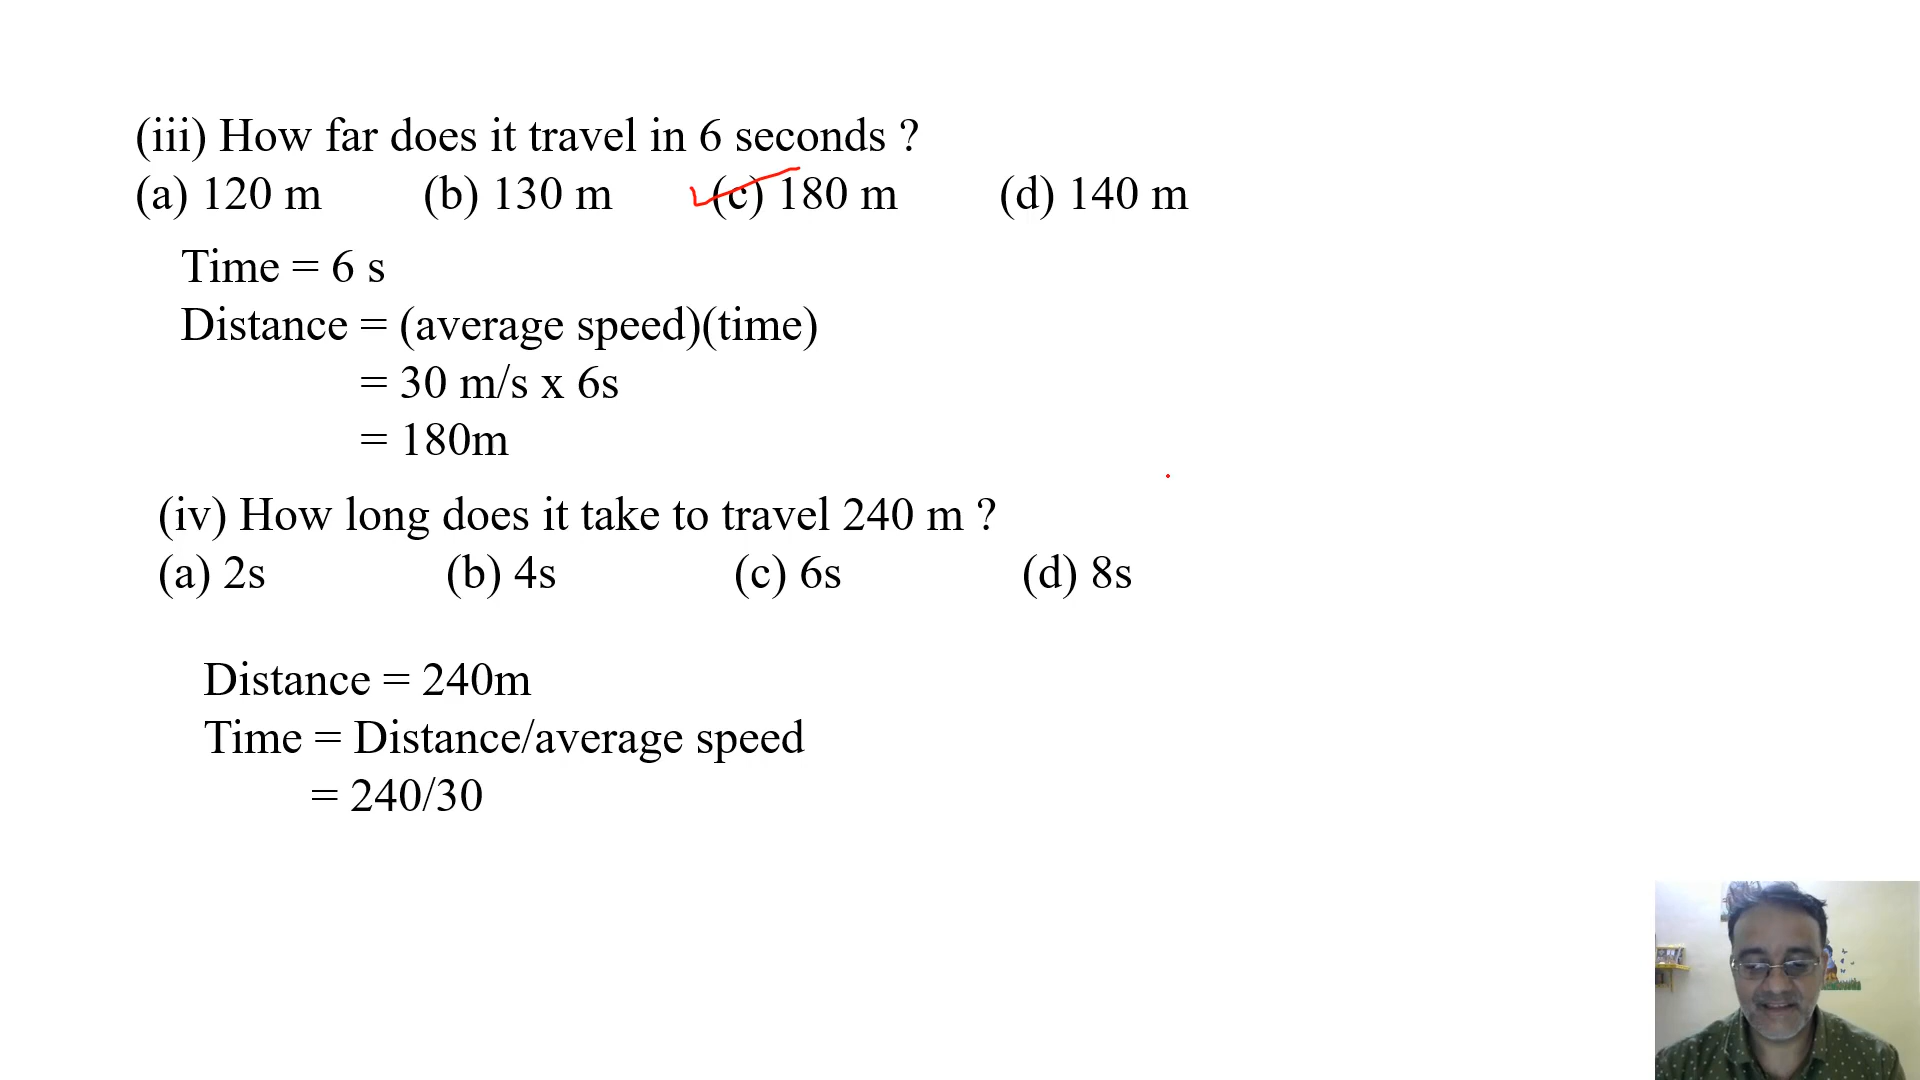 (iii) How far does it travel in 6 seconds ?
(a) 120 m (b) 130 m (c) 180 m (d) 140 m
Time = 6 s
Distance = (average speed)(time)
= 30 m/s x 6s
= 180m
(iv) How long does it take to travel 240 m ?
(a) 2s (b) 4s (c) 6s (d) 8s
Distance = 240m
Time = Distance/average speed
= 240/30